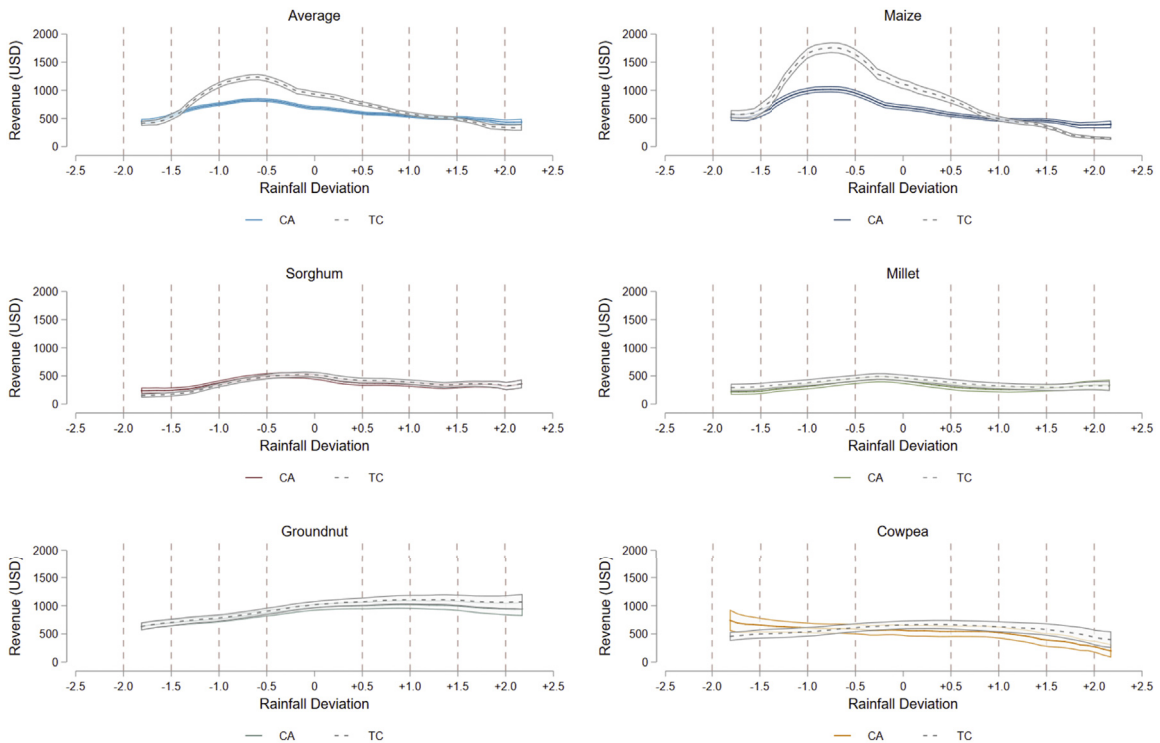 Average
Revenue (USD)
2000
1500
1000
500
0
-2.5 -2.0 -1.5 -1.0 -0.5 0 +0.5 +1.0 +1.5 +2.0 +2.5
Rainfall Deviation
CA TC
Maize
Revenue (USD)
2000
1500
1000
500
0
-2.5 -2.0 -1.5 -1.0 -0.5 0 +0.5 +1.0 +1.5 +2.0 +2.5
Rainfall Deviation
CA TC
Sorghum
Revenue (USD)
2000
1500
1000
500
0
-2.5 -2.0 -1.5 -1.0 -0.5 0 +0.5 +1.0 +1.5 +2.0 +2.5
Rainfall Deviation
CA TC
Millet
Revenue (USD)
2000
1500
1000
500
0
-2.5 -2.0 -1.5 -1.0 -0.5 0 +0.5 +1.0 +1.5 +2.0 +2.5
Rainfall Deviation
CA TC
Groundnut
Revenue (USD)
2000
1500
1000
500
0
-2.5 -2.0 -1.5 -1.0 -0.5 0 +0.5 +1.0 +1.5 +2.0 +2.5
Rainfall Deviation
CA TC
Cowpea
Revenue (USD)
2000
1500
1000
500
0
-2.5 -2.0 -1.5 -1.0 -0.5 0 +0.5 +1.0 +1.5 +2.0 +2.5
Rainfall Deviation
CA TC